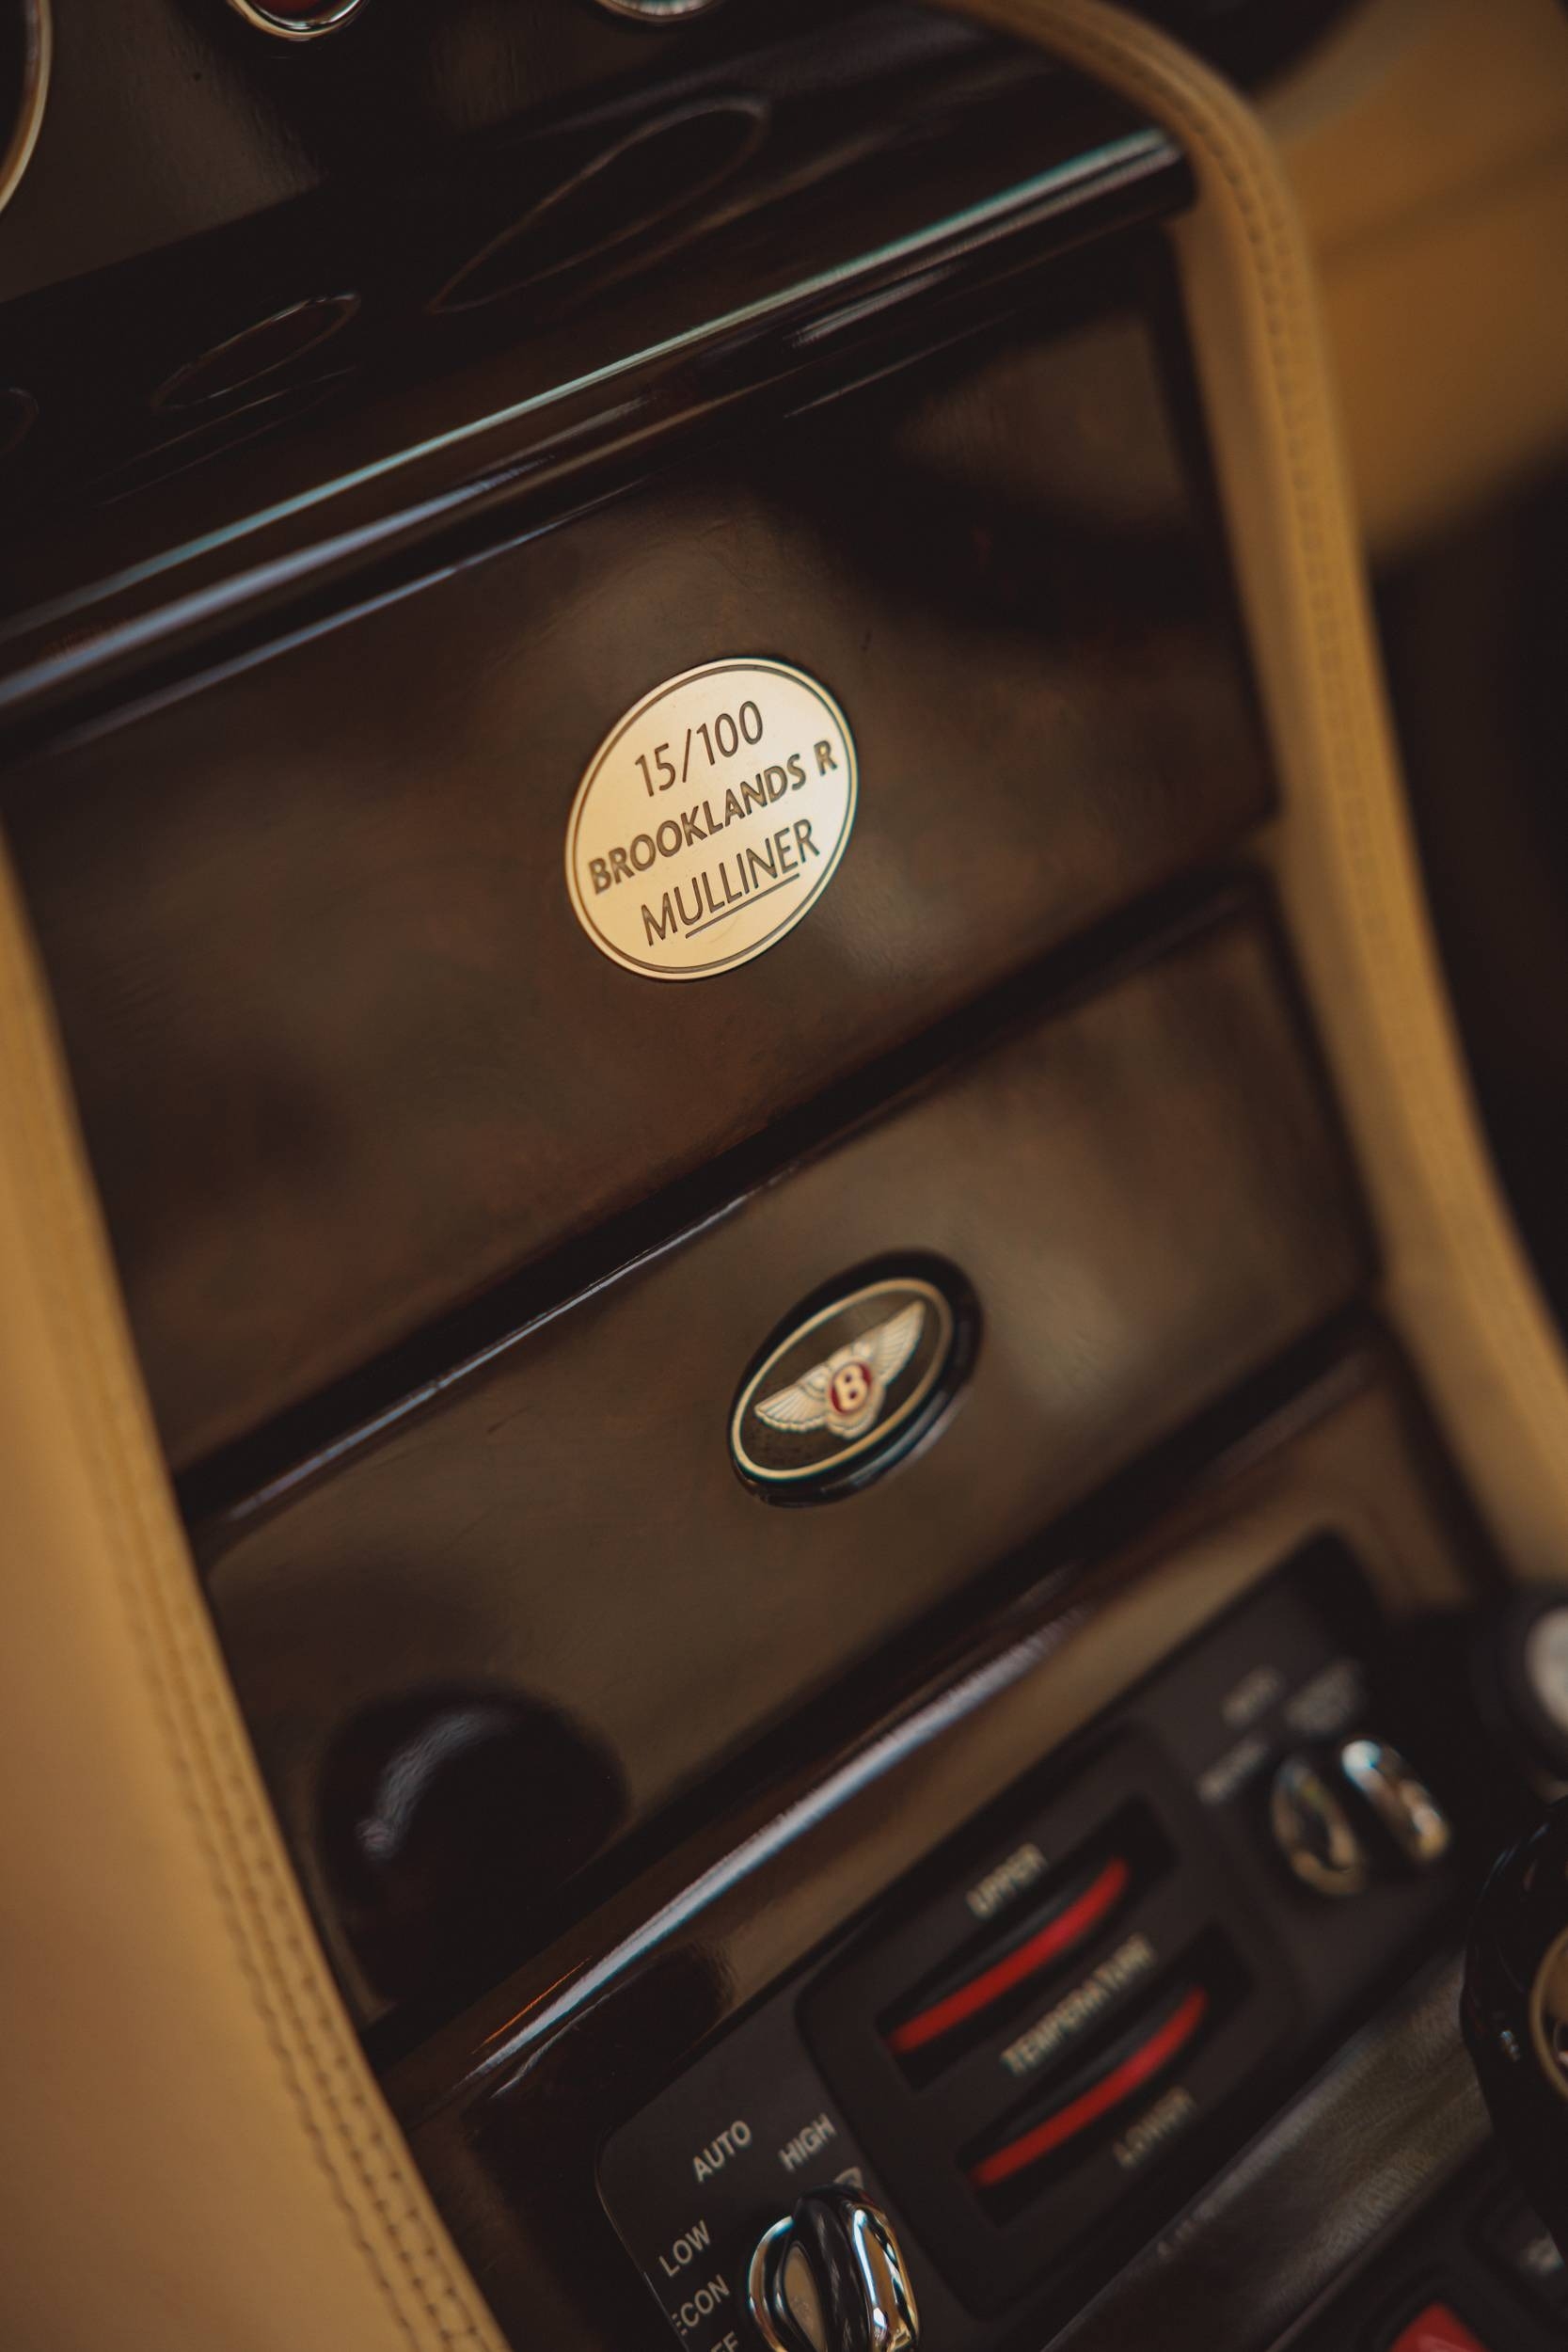 15/100
BROOKLANDS R
MULLINER
B
UPPER
TEMPERATURE
LOWER
AUTO
HIGH
LOW
ECON